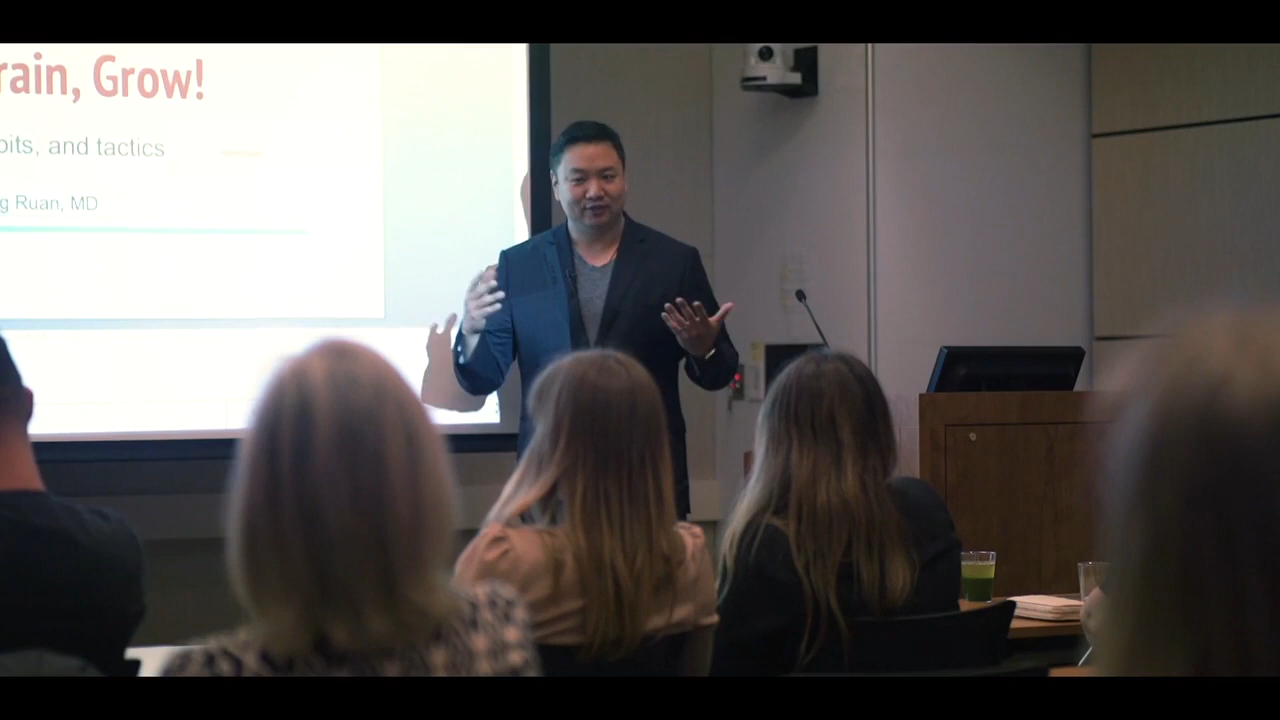 rain, Grow!
bits, and tactics
g Ruan, MD